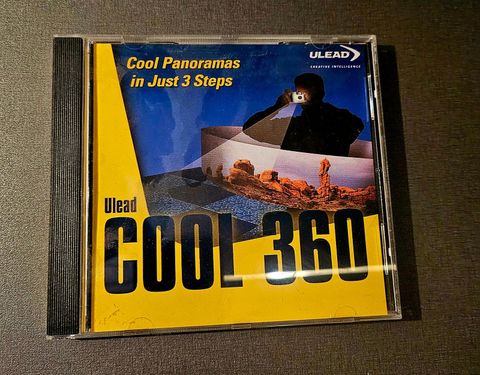 Cool Panoramas
in Just 3 Steps
ULEAD
CREATIVE INTELLIGENCE
Ulead
COOL 360